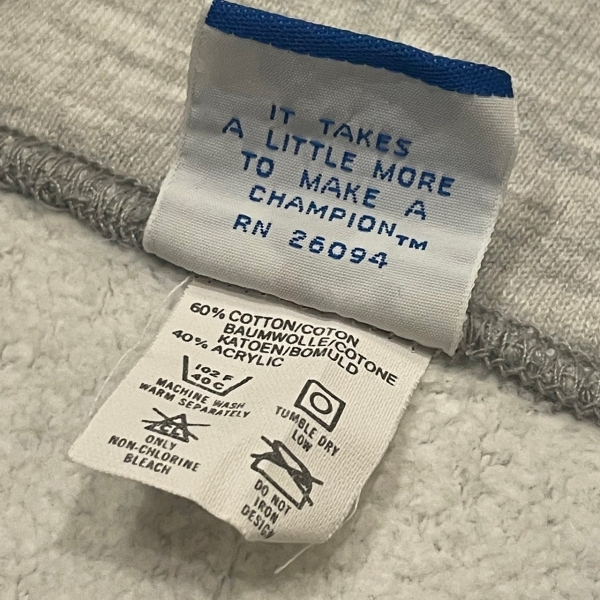 IT TAKES
A LITTLE MORE
TO MAKE A
CHAMPION™
RN 26094
60% COTTON/COTON
BAUMWOLLE/COTONE
KATOEN/BOMULD
40% ACRYLIC
102 F
40 C
MACHINE WASH
WARM SEPARATELY
TUMBLE DRY
LOW
CL
ONLY
NON-CHLORINE
BLEACH
DO NOT
IRON
DESIGN